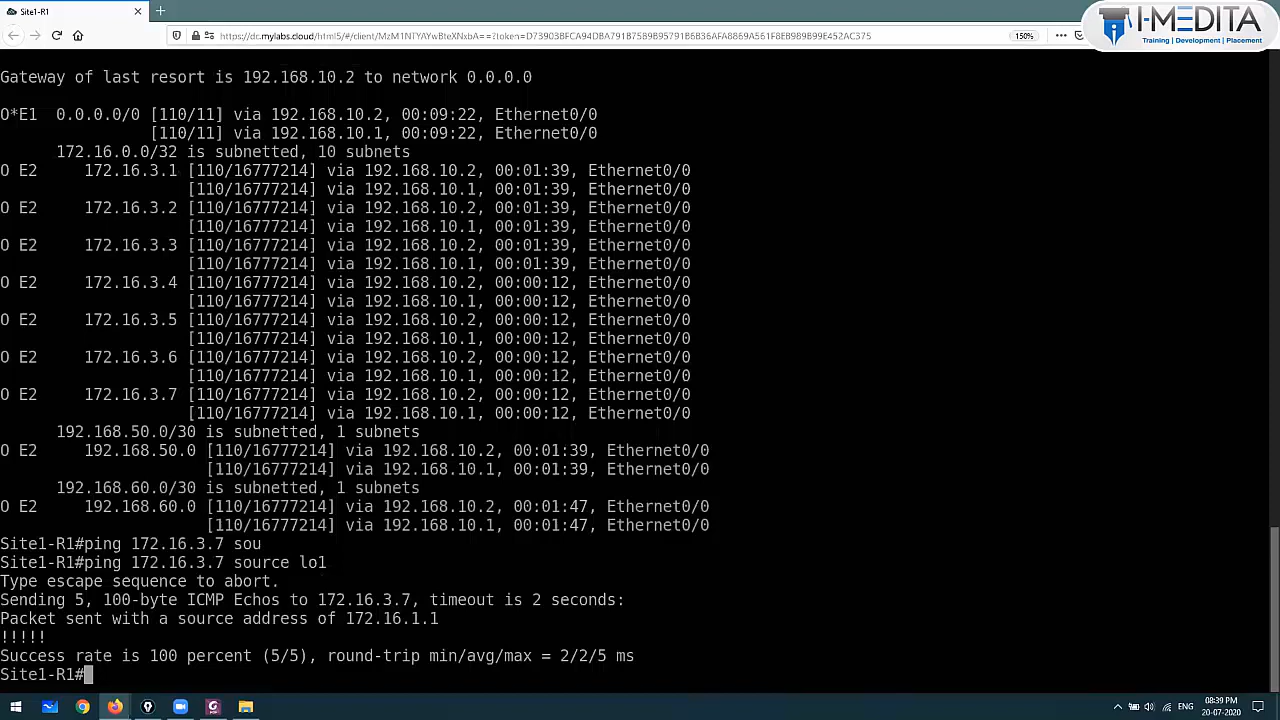 Site1-R1
https://dc.mylabs.cloud/html5/#/client/
150%
I-MEDITA
Training | Development | Placement
Gateway of last resort is 192.168.10.2 to network 0.0.0.0
O*E1  0.0.0.0/0 [110/11] via 192.168.10.2, 00:09:22, Ethernet0/0
[110/11] via 192.168.10.1, 00:09:22, Ethernet0/0
172.16.0.0/32 is subnetted, 10 subnets
O E2     172.16.3.1 [110/16777214] via 192.168.10.2, 00:01:39, Ethernet0/0
[110/16777214] via 192.168.10.1, 00:01:39, Ethernet0/0
O E2     172.16.3.2 [110/16777214] via 192.168.10.2, 00:01:39, Ethernet0/0
[110/16777214] via 192.168.10.1, 00:01:39, Ethernet0/0
O E2     172.16.3.3 [110/16777214] via 192.168.10.2, 00:01:39, Ethernet0/0
[110/16777214] via 192.168.10.1, 00:01:39, Ethernet0/0
O E2     172.16.3.4 [110/16777214] via 192.168.10.2, 00:00:12, Ethernet0/0
[110/16777214] via 192.168.10.1, 00:00:12, Ethernet0/0
O E2     172.16.3.5 [110/16777214] via 192.168.10.2, 00:00:12, Ethernet0/0
[110/16777214] via 192.168.10.1, 00:00:12, Ethernet0/0
O E2     172.16.3.6 [110/16777214] via 192.168.10.2, 00:00:12, Ethernet0/0
[110/16777214] via 192.168.10.1, 00:00:12, Ethernet0/0
O E2     172.16.3.7 [110/16777214] via 192.168.10.2, 00:00:12, Ethernet0/0
[110/16777214] via 192.168.10.1, 00:00:12, Ethernet0/0
192.168.50.0/30 is subnetted, 1 subnets
O E2     192.168.50.0 [110/16777214] via 192.168.10.2, 00:01:39, Ethernet0/0
[110/16777214] via 192.168.10.1, 00:01:39, Ethernet0/0
192.168.60.0/30 is subnetted, 1 subnets
O E2     192.168.60.0 [110/16777214] via 192.168.10.2, 00:01:47, Ethernet0/0
[110/16777214] via 192.168.10.1, 00:01:47, Ethernet0/0
Site1-R1#ping 172.16.3.7 sou
Site1-R1#ping 172.16.3.7 source lo1
Type escape sequence to abort.
Sending 5, 100-byte ICMP Echos to 172.16.3.7, timeout is 2 seconds:
Packet sent with a source address of 172.16.1.1
!!!!!
Success rate is 100 percent (5/5), round-trip min/avg/max = 2/2/5 ms
Site1-R1#
ENG
08:39 PM
20-07-2020